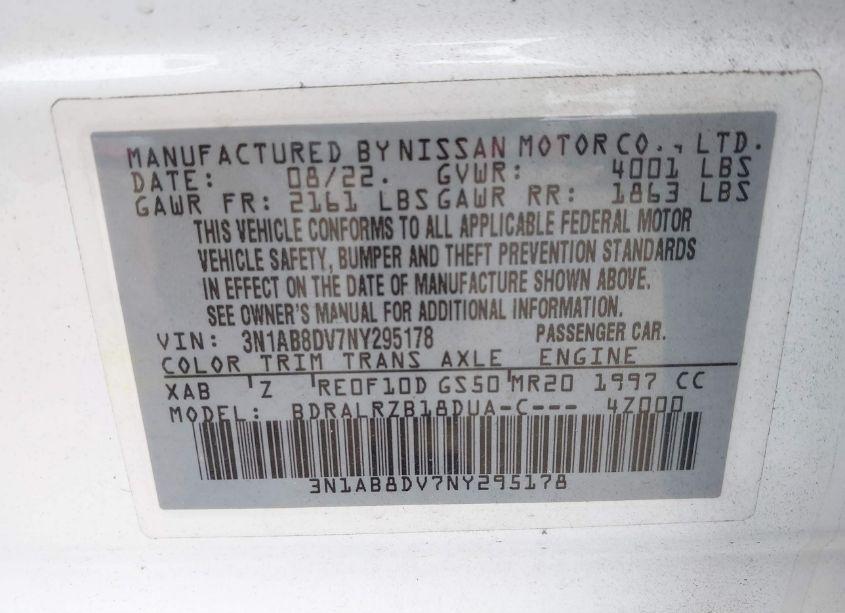 MANUFACTURED BY NISSAN MOTOR CO., LTD.
DATE: 08/22. GVWR: 4001 LBS
GAWR FR: 2161 LBS GAWR RR: 1863 LBS
THIS VEHICLE CONFORMS TO ALL APPLICABLE FEDERAL MOTOR
VEHICLE SAFETY, BUMPER AND THEFT PREVENTION STANDARDS
IN EFFECT ON THE DATE OF MANUFACTURE SHOWN ABOVE.
SEE OWNER'S MANUAL FOR ADDITIONAL INFORMATION.
VIN: 3N1AB8DV7NY295178 PASSENGER CAR.
COLOR TRIM TRANS AXLE ENGINE
XAB Z RE0F10D GS50 MR20 1997 CC
MODEL: BDRALRZB18DUA-C--- 4Z000
3N1AB8DV7NY295178